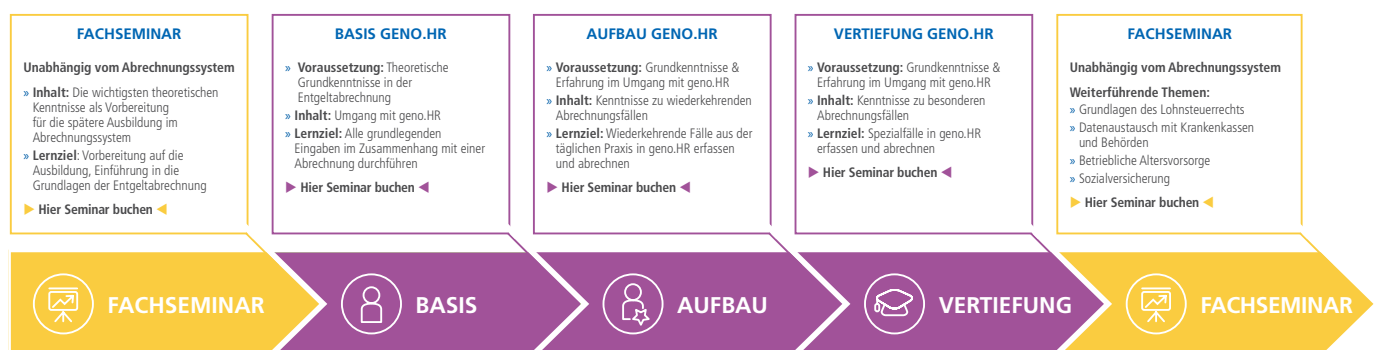 FACHSEMINAR
Unabhängig vom Abrechnungssystem
» Inhalt: Die wichtigsten theoretischen
Kenntnisse als Vorbereitung
für die spätere Ausbildung im
Abrechnungssystem
» Lernziel: Vorbereitung auf die
Ausbildung, Einführung in die
Grundlagen der Entgeltabrechnung
▶ Hier Seminar buchen ◀
BASIS GENO.HR
» Voraussetzung: Theoretische
Grundkenntnisse in der
Entgeltabrechnung
» Inhalt: Umgang mit geno.HR
» Lernziel: Alle grundlegenden
Eingaben im Zusammenhang mit einer
Abrechnung durchführen
▶ Hier Seminar buchen ◀
AUFBAU GENO.HR
» Voraussetzung: Grundkenntnisse &
Erfahrung im Umgang mit geno.HR
» Inhalt: Kenntnisse zu wiederkehrenden
Abrechnungsfällen
» Lernziel: Wiederkehrende Fälle aus der
täglichen Praxis in geno.HR erfassen
und abrechnen
▶ Hier Seminar buchen ◀
VERTIEFUNG GENO.HR
» Voraussetzung: Grundkenntnisse &
Erfahrung im Umgang mit geno.HR
» Inhalt: Kenntnisse zu besonderen
Abrechnungsfällen
» Lernziel: Spezialfälle in geno.HR
erfassen und abrechnen
▶ Hier Seminar buchen ◀
FACHSEMINAR
Unabhängig vom Abrechnungssystem
Weiterführende Themen:
» Grundlagen des Lohnsteuerrechts
» Datenaustausch mit Krankenkassen
und Behörden
» Betriebliche Altersvorsorge
» Sozialversicherung
▶ Hier Seminar buchen ◀
FACHSEMINAR
BASIS
AUFBAU
VERTIEFUNG
FACHSEMINAR